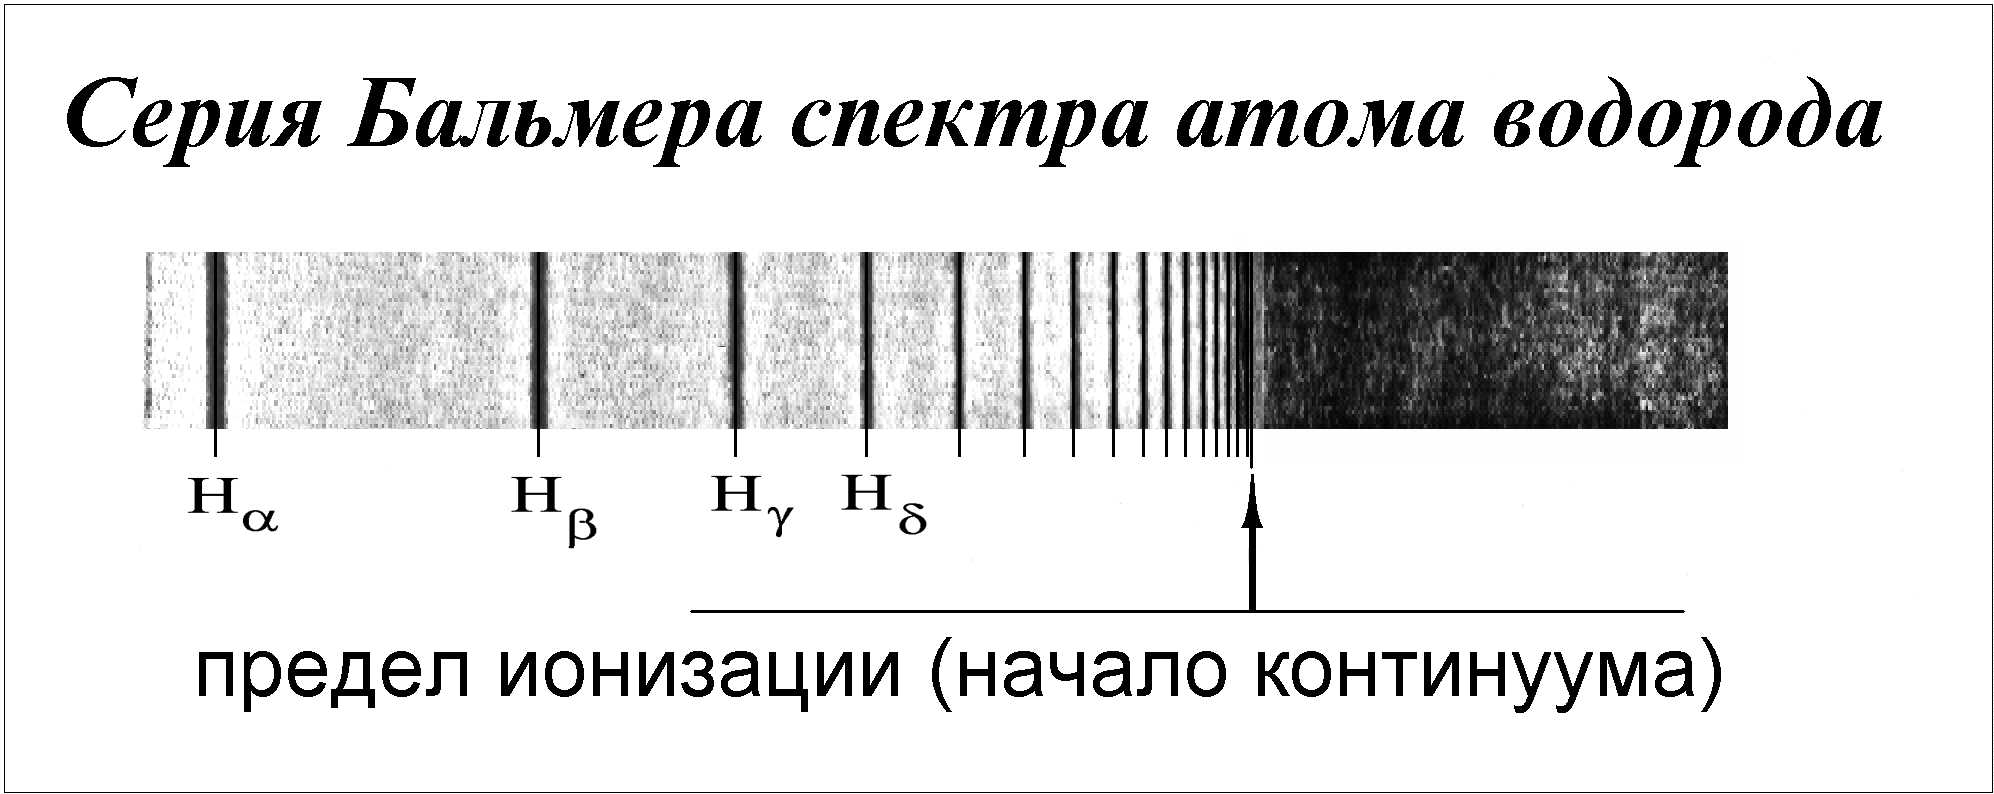 Серия Бальмера спектра атома водорода
Hα Hβ Hγ Hδ
предел ионизации (начало континуума)